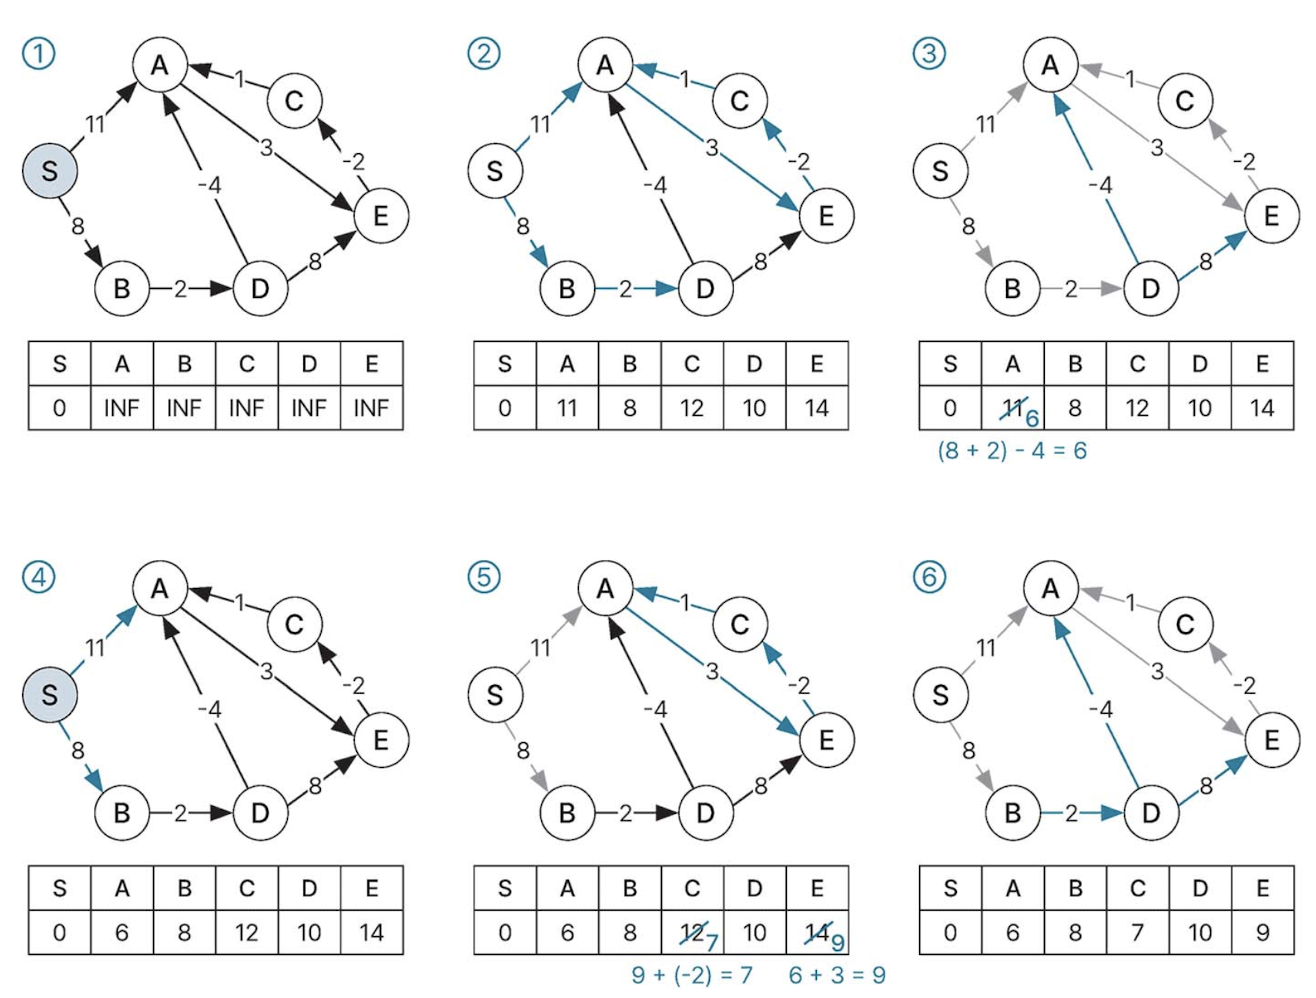 1
A
1
C
11
3
-2
S
-4
E
8
8
B
2
D
S A B C D E
0 INF INF INF INF INF
2
A
1
C
11
3
-2
S
-4
E
8
8
B
2
D
S A B C D E
0 11 8 12 10 14
3
A
1
C
11
3
-2
S
-4
E
8
8
B
2
D
S A B C D E
0 11 6 8 12 10 14
(8 + 2) - 4 = 6
4
A
1
C
11
3
-2
S
-4
E
8
8
B
2
D
S A B C D E
0 6 8 12 10 14
5
A
1
C
11
3
-2
S
-4
E
8
8
B
2
D
S A B C D E
0 6 8 12 7 10 14 9
9 + (-2) = 7 6 + 3 = 9
6
A
1
C
11
3
-2
S
-4
E
8
8
B
2
D
S A B C D E
0 6 8 7 10 9